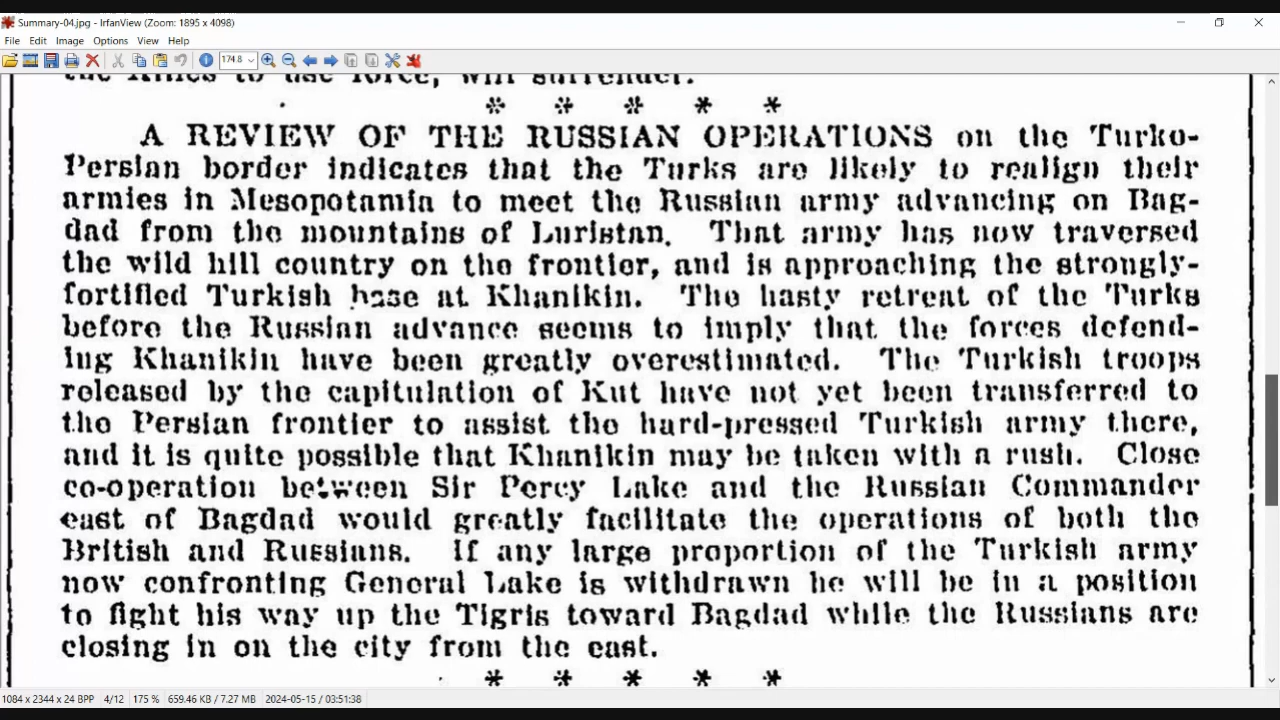 Summary-04.jpg - IrfanView (Zoom: 1895 x 4098)
File Edit Image Options View Help
174.8
the Allies to use force, will surrender.
* * * * *
A REVIEW OF THE RUSSIAN OPERATIONS on the Turko-
Persian border indicates that the Turks are likely to realign their
armies in Mesopotamia to meet the Russian army advancing on Bag-
dad from the mountains of Luristan. That army has now traversed
the wild hill country on the frontier, and is approaching the strongly-
fortified Turkish base at Khanikin. The hasty retreat of the Turks
before the Russian advance seems to imply that the forces defend-
ing Khanikin have been greatly overestimated. The Turkish troops
released by the capitulation of Kut have not yet been transferred to
the Persian frontier to assist the hard-pressed Turkish army there,
and it is quite possible that Khanikin may be taken with a rush. Close
co-operation between Sir Percy Lake and the Russian Commander
east of Bagdad would greatly facilitate the operations of both the
British and Russians. If any large proportion of the Turkish army
now confronting General Lake is withdrawn he will be in a position
to fight his way up the Tigris toward Bagdad while the Russians are
closing in on the city from the east.
* * * * *
1084 x 2344 x 24 BPP 4/12 175 % 659.46 KB / 7.27 MB 2024-05-15 / 03:51:38